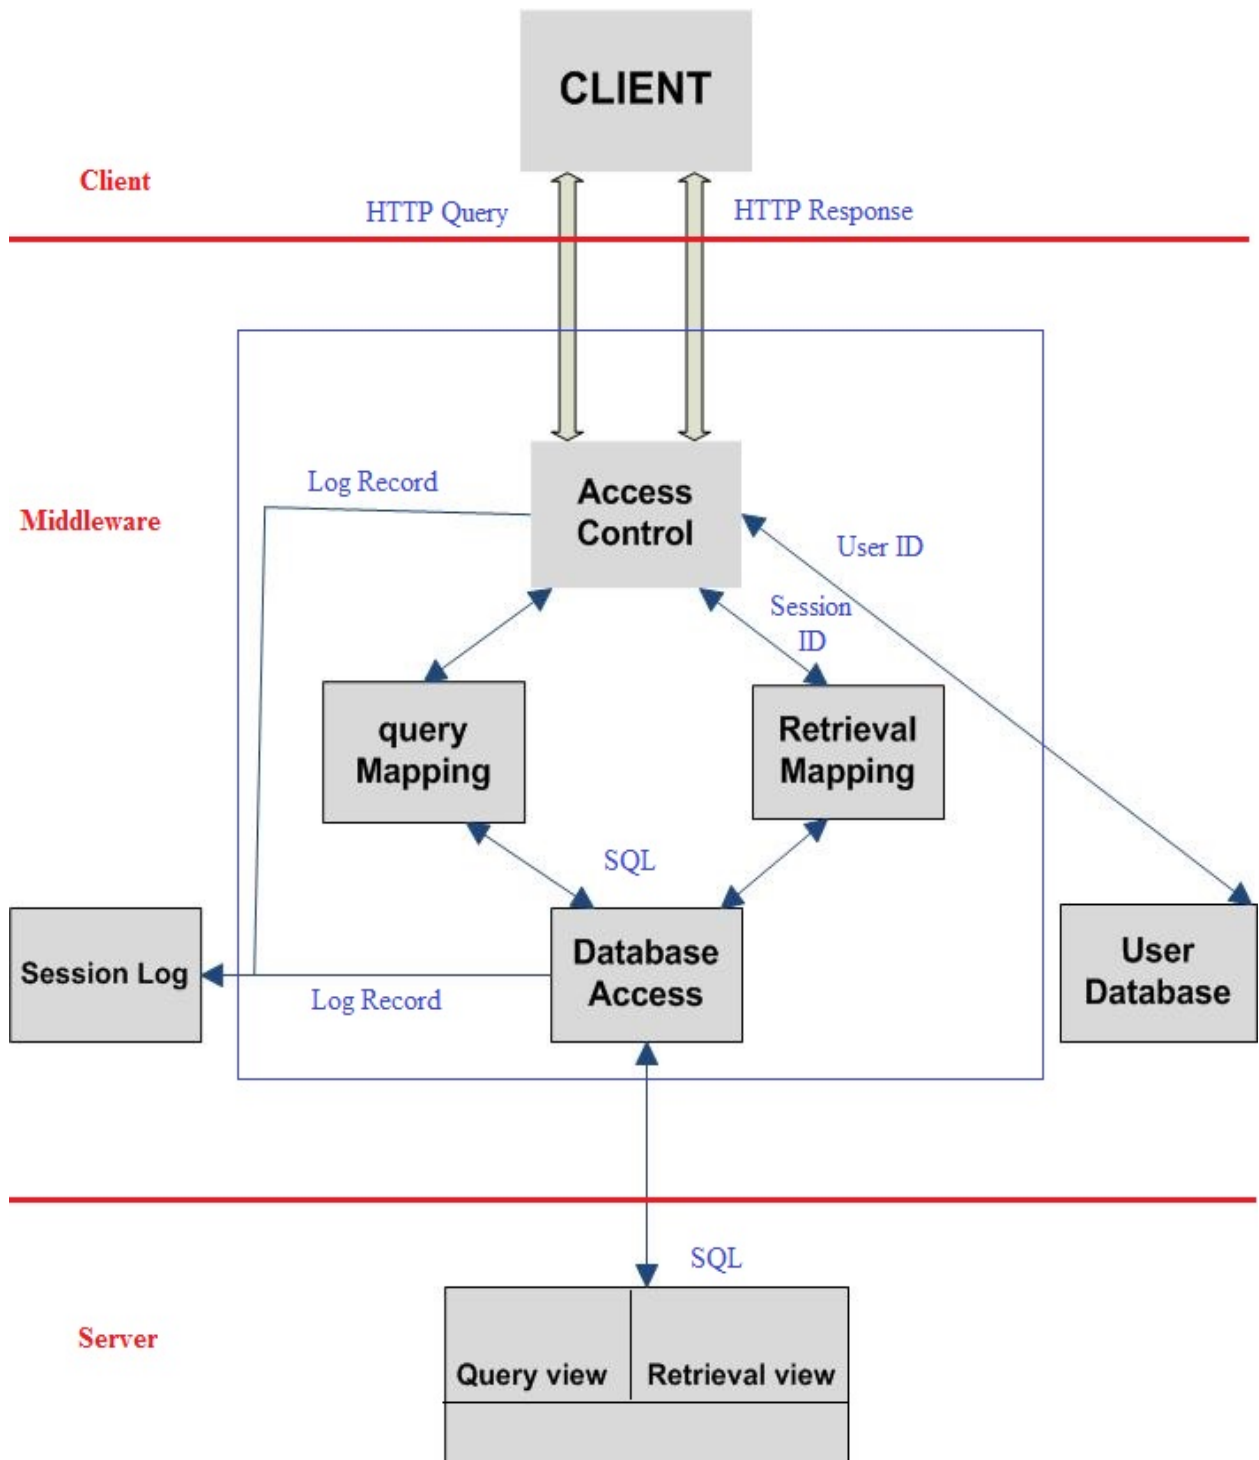 CLIENT
Client
HTTP Query
HTTP Response
Log Record
Access
Control
Middleware
User ID
Session
ID
query
Mapping
Retrieval
Mapping
SQL
Session Log
Database
Access
User
Database
Log Record
SQL
Server
Query view
Retrieval view